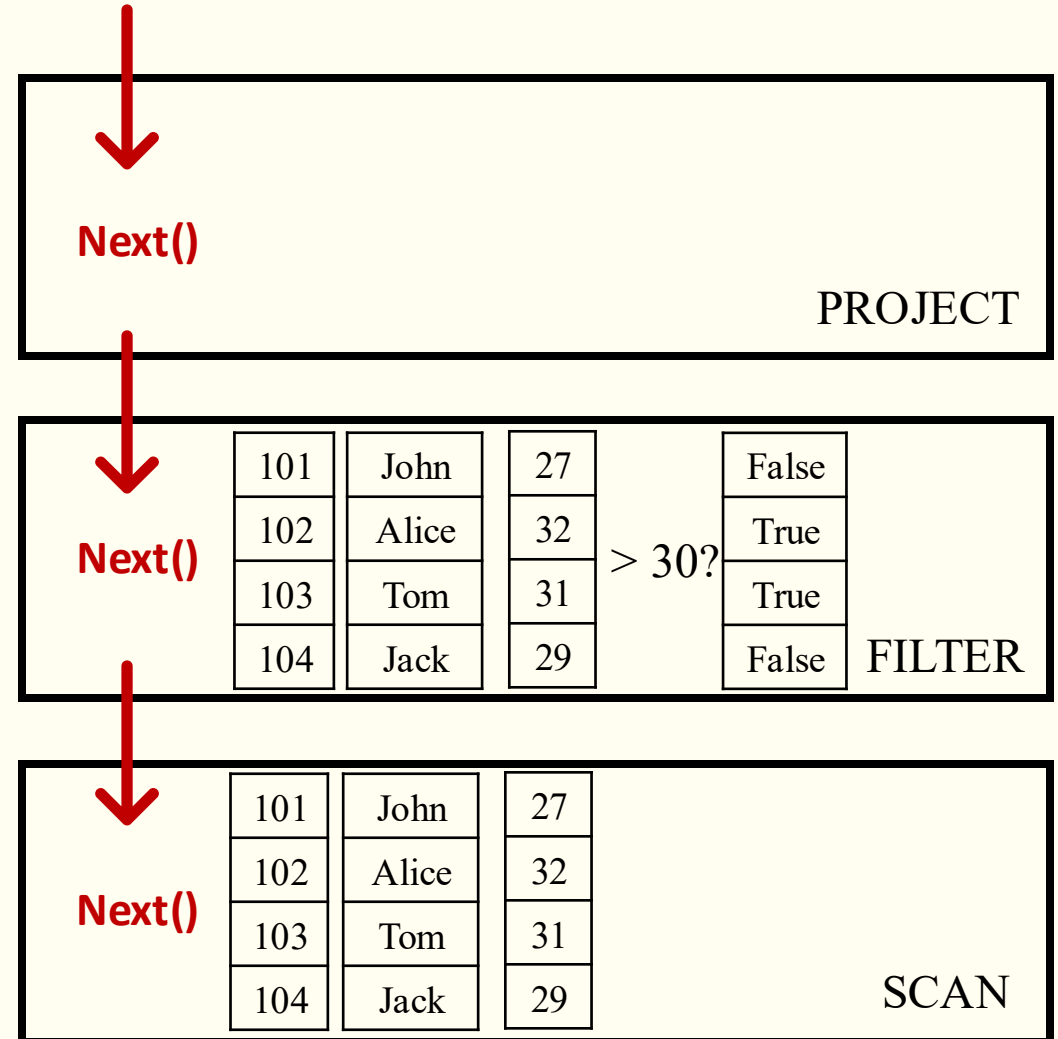 Next()
PROJECT
101 John 27 False
102 Alice 32 True
Next() > 30?
103 Tom 31 True
104 Jack 29 False FILTER
101 John 27
102 Alice 32
Next()
103 Tom 31
104 Jack 29 SCAN